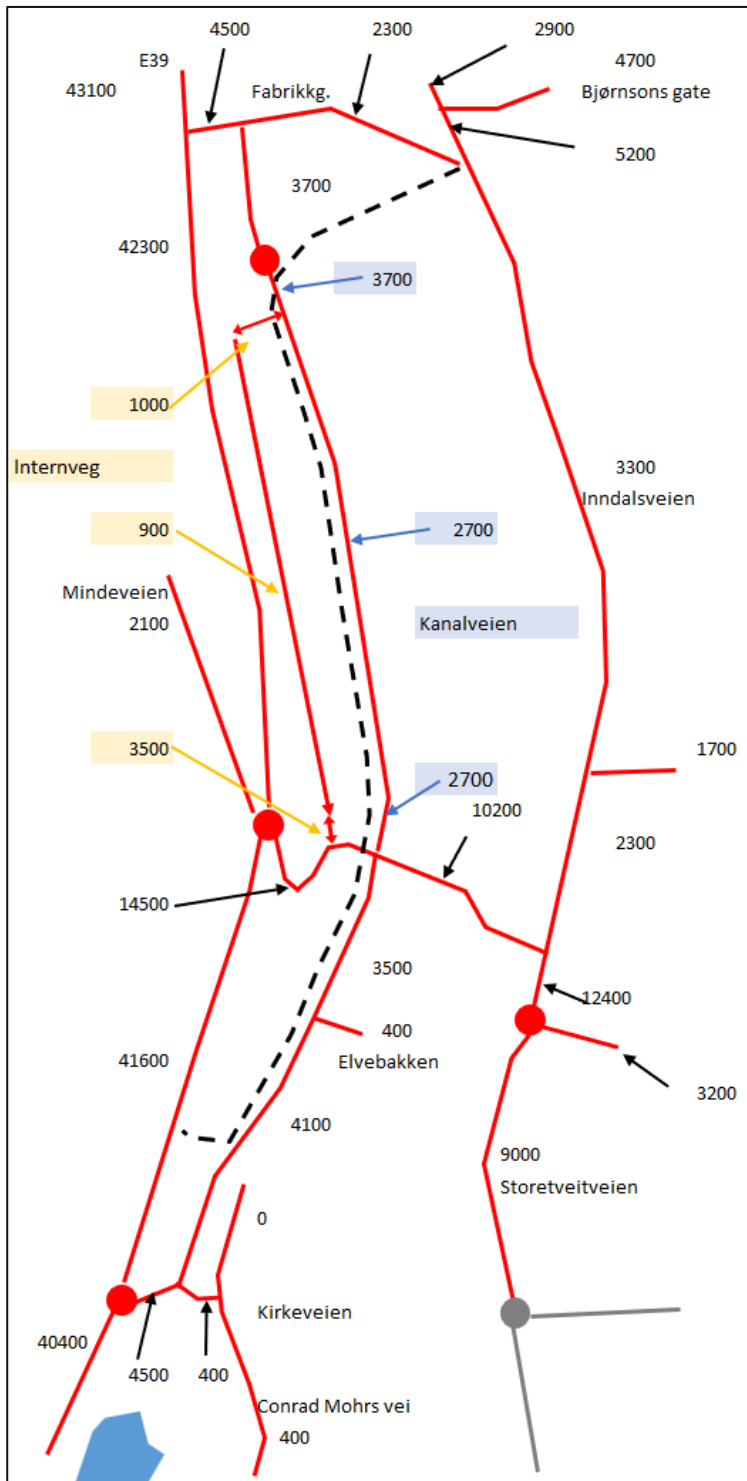 4500
2300
2900
E39
4700
43100
Fabrikkg.
Bjørnsons gate
5200
3700
42300
3700
1000
Internveg
3300
Inndalsveien
900
2700
Mindeveien
2100
Kanalveien
3500
1700
2700
10200
2300
14500
3500
12400
400
41600
Elvebakken
3200
4100
9000
Storetveitveien
0
Kirkeveien
40400
4500
400
Conrad Mohrs vei
400